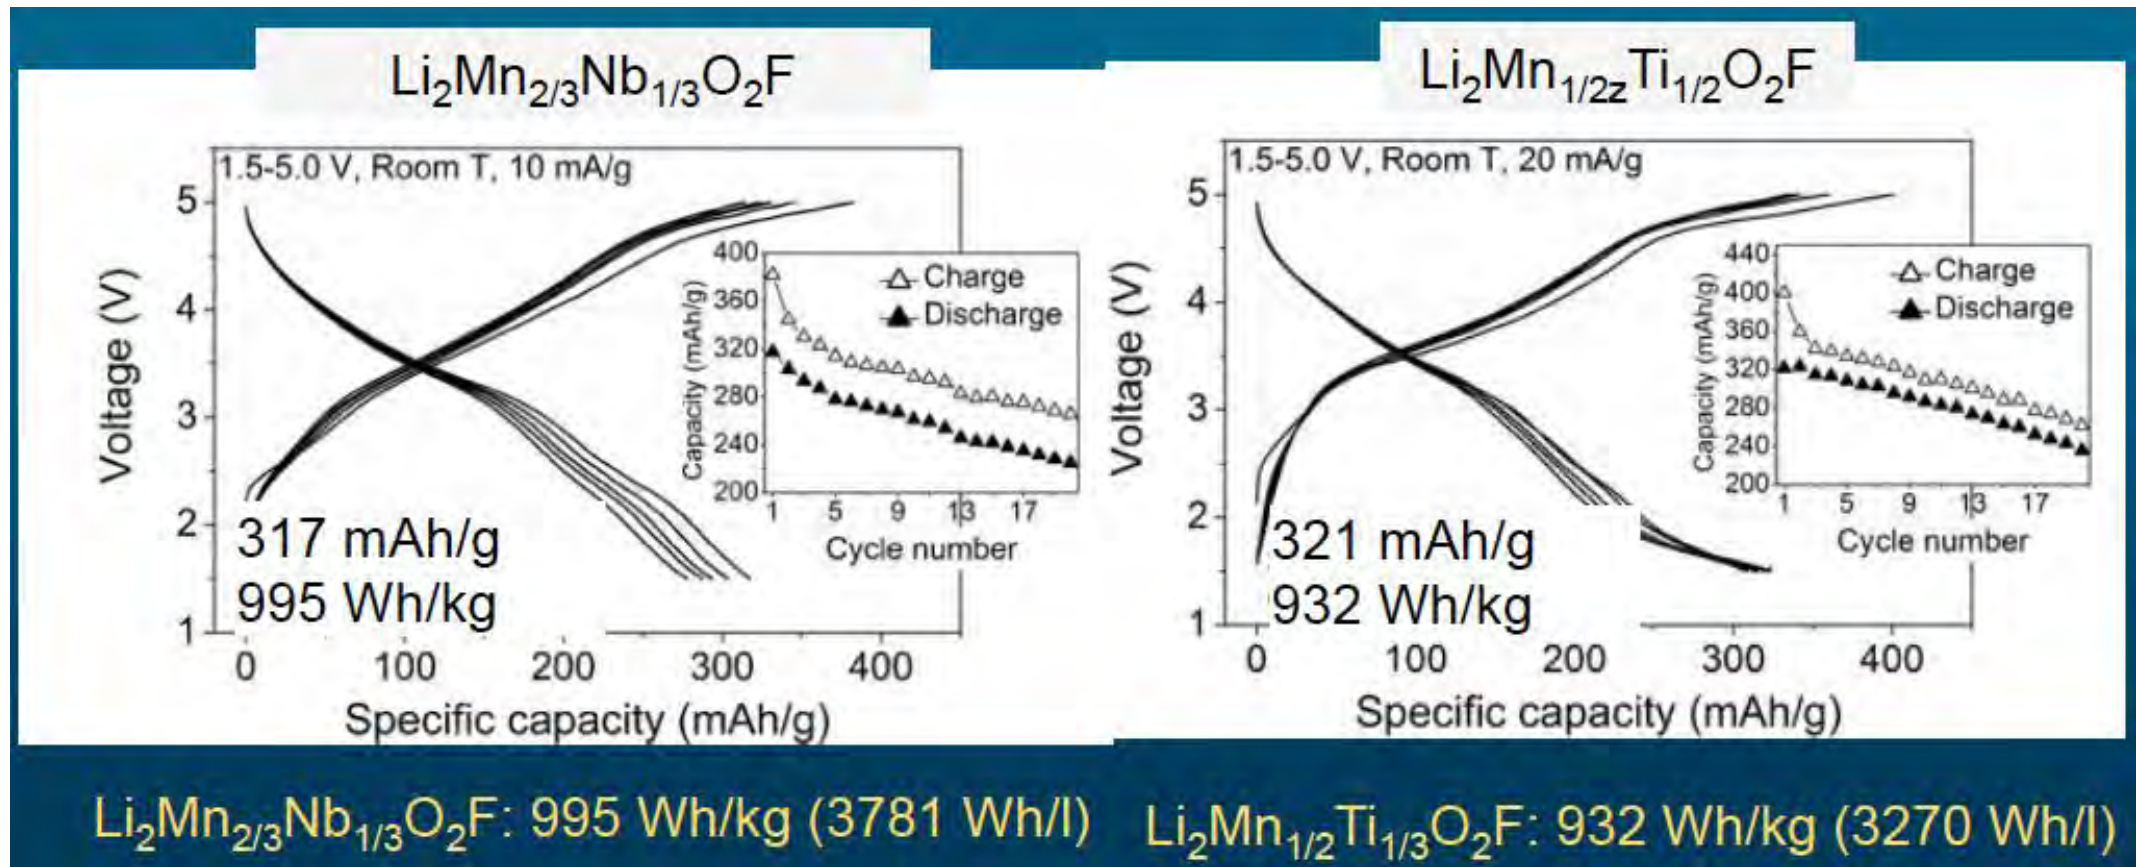 Li2Mn2/3Nb1/3O2F
1.5-5.0 V, Room T, 10 mA/g
Voltage (V)
5
4
3
2
1
0 100 200 300 400
Specific capacity (mAh/g)
317 mAh/g
995 Wh/kg
Capacity (mAh/g)
400
360
320
280
240
200
Charge
Discharge
1 5 9 13 17
Cycle number
Li2Mn1/2zTi1/2O2F
1.5-5.0 V, Room T, 20 mA/g
Voltage (V)
5
4
3
2
1
0 100 200 300 400
Specific capacity (mAh/g)
321 mAh/g
932 Wh/kg
Capacity (mAh/g)
440
400
360
320
280
240
200
Charge
Discharge
1 5 9 13 17
Cycle number
Li2Mn2/3Nb1/3O2F: 995 Wh/kg (3781 Wh/l)
Li2Mn1/2Ti1/3O2F: 932 Wh/kg (3270 Wh/l)